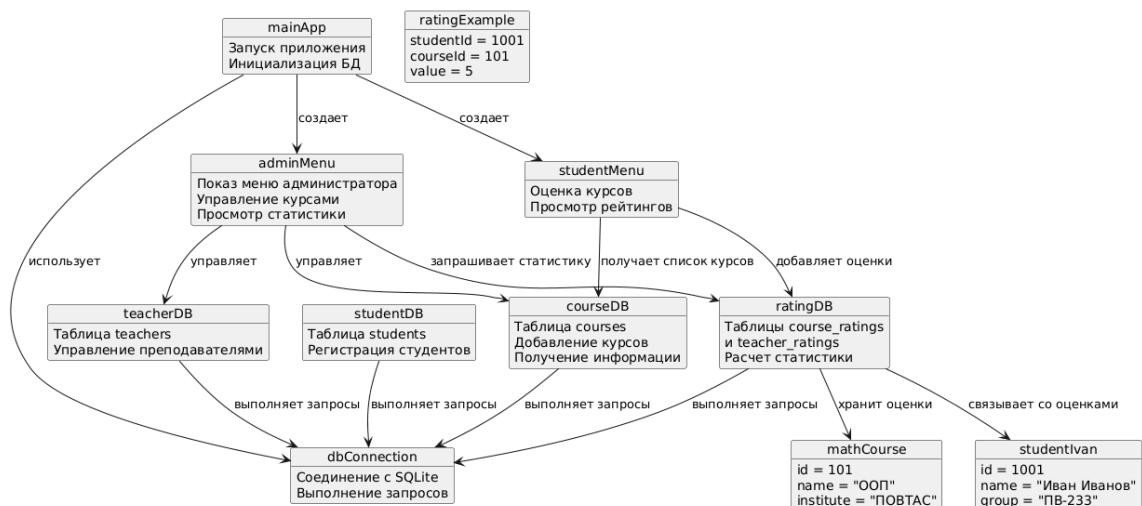 mainApp
Запуск приложения
Инициализация БД
ratingExample
studentId = 1001
courseId = 101
value = 5
создает
создает
adminMenu
Показ меню администратора
Управление курсами
Просмотр статистики
studentMenu
Оценка курсов
Просмотр рейтингов
использует
управляет
управляет
запрашивает статистику
получает список курсов
добавляет оценки
teacherDB
Таблица teachers
Управление преподавателями
studentDB
Таблица students
Регистрация студентов
courseDB
Таблица courses
Добавление курсов
Получение информации
ratingDB
Таблицы course_ratings
и teacher_ratings
Расчет статистики
выполняет запросы
выполняет запросы
выполняет запросы
выполняет запросы
хранит оценки
связывает со оценками
dbConnection
Соединение с SQLite
Выполнение запросов
mathCourse
id = 101
name = "ООП"
institute = "ПОВТАС"
studentIvan
id = 1001
name = "Иван Иванов"
group = "ПВ-233"